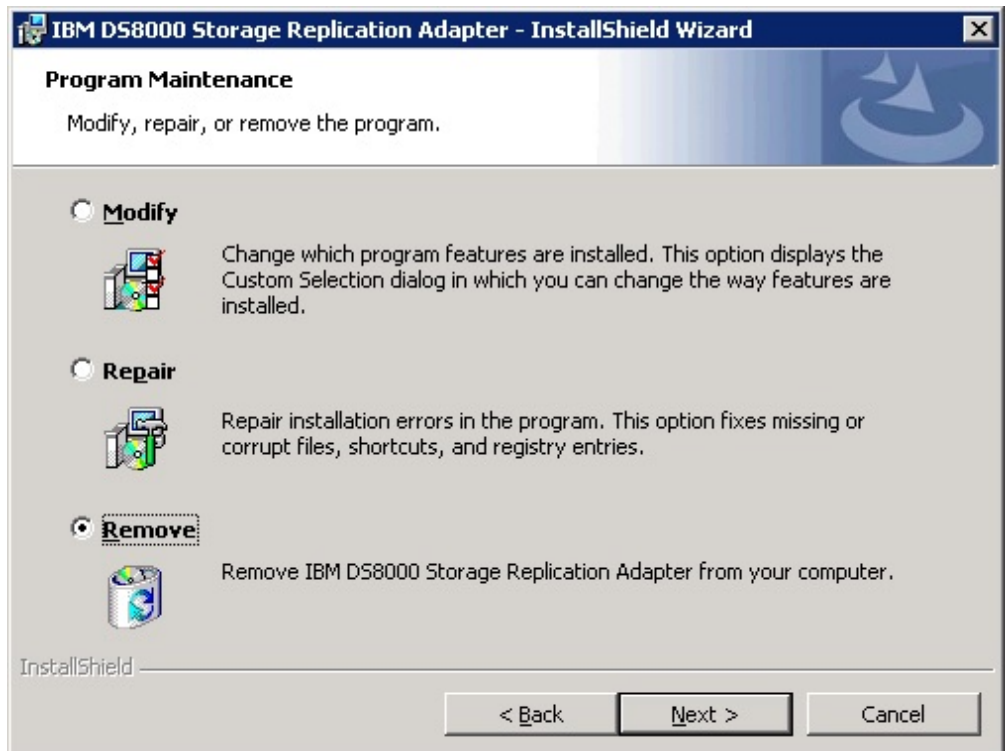 IBM DS8000 Storage Replication Adapter - InstallShield Wizard
Program Maintenance
Modify, repair, or remove the program.
Modify
Change which program features are installed. This option displays the
Custom Selection dialog in which you can change the way features are
installed.
Repair
Repair installation errors in the program. This option fixes missing or
corrupt files, shortcuts, and registry entries.
Remove
Remove IBM DS8000 Storage Replication Adapter from your computer.
InstallShield
< Back
Next >
Cancel